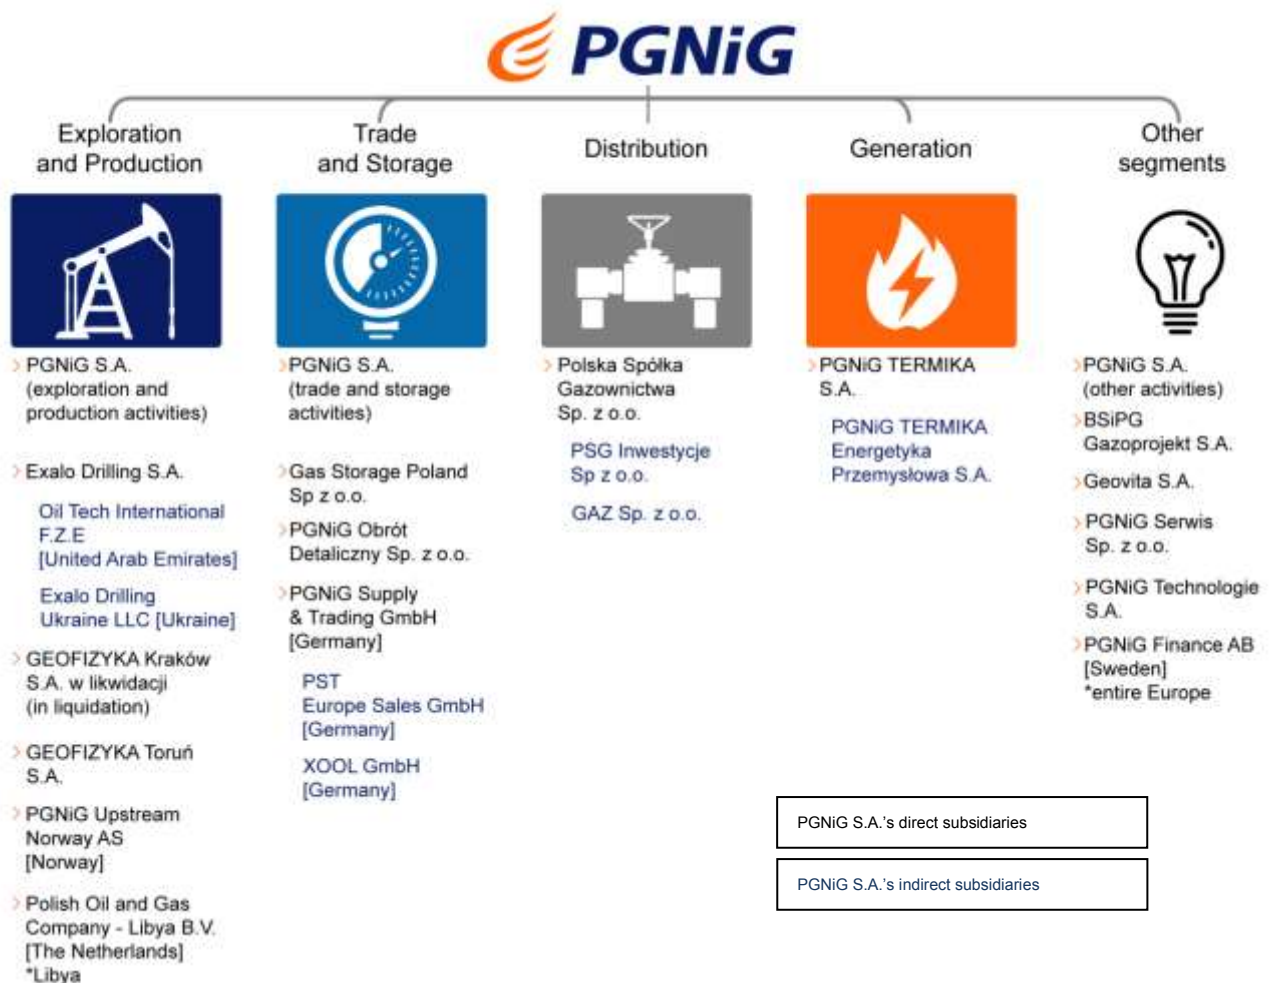 PGNiG
Exploration
and Production
Trade
and Storage
Distribution
Generation
Other
segments
PGNiG S.A.
(exploration and
production activities)
Exalo Drilling S.A.
Oil Tech International
F.Z.E
[United Arab Emirates]
Exalo Drilling
Ukraine LLC [Ukraine]
GEOFIZYKA Kraków
S.A. w likwidacji
(in liquidation)
GEOFIZYKA Toruń
S.A.
PGNiG Upstream
Norway AS
[Norway]
Polish Oil and Gas
Company - Libya B.V.
[The Netherlands]
*Libya
PGNiG S.A.
(trade and storage
activities)
Gas Storage Poland
Sp z o.o.
PGNiG Obrót
Detaliczny Sp. z o.o.
PGNiG Supply
& Trading GmbH
[Germany]
PST
Europe Sales GmbH
[Germany]
XOOL GmbH
[Germany]
Polska Spółka
Gazownictwa
Sp. z o.o.
PSG Inwestycje
Sp z o.o.
GAZ Sp. z o.o.
PGNiG TERMIKA
S.A.
PGNiG TERMIKA
Energetyka
Przemysłowa S.A.
PGNiG S.A.
(other activities)
BSiPG
Gazoprojekt S.A.
Geovita S.A.
PGNiG Serwis
Sp. z o.o.
PGNiG Technologie
S.A.
PGNiG Finance AB
[Sweden]
*entire Europe
PGNiG S.A.'s direct subsidiaries
PGNiG S.A.'s indirect subsidiaries